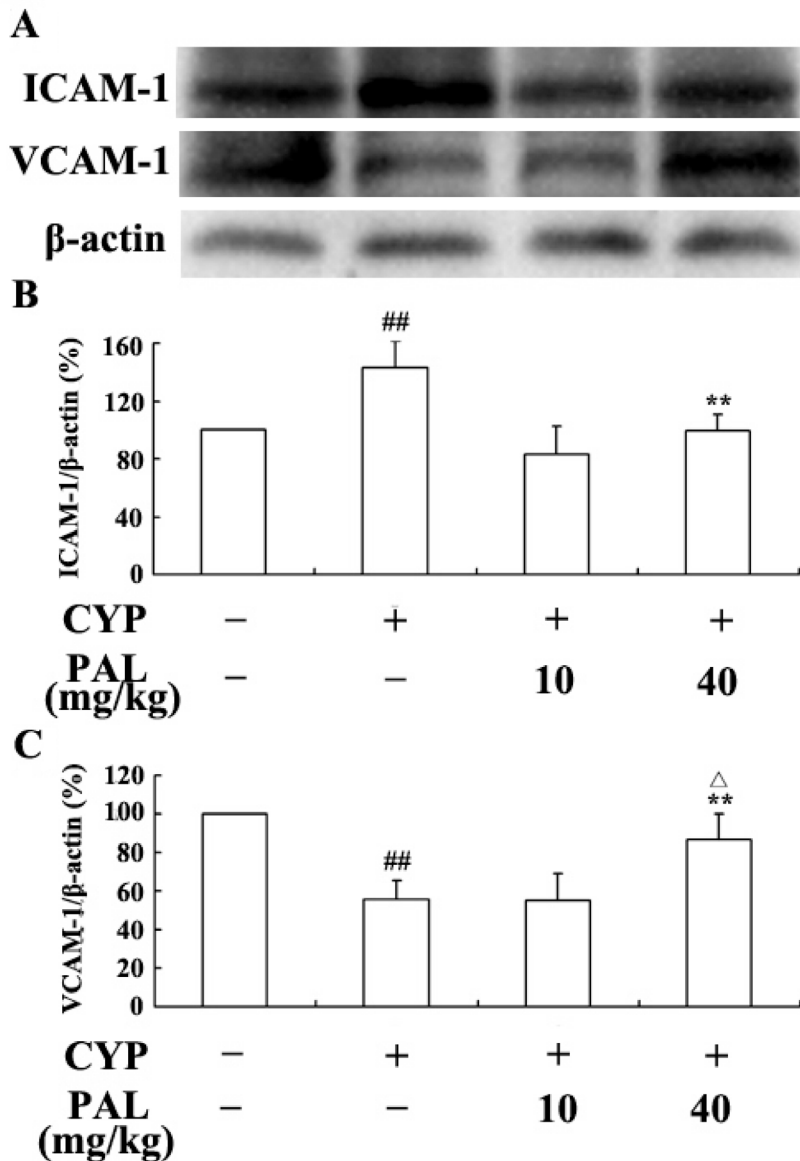 A
ICAM-1
VCAM-1
β-actin
B
ICAM-1/β-actin (%)
160
120
80
40
0
##
**
CYP − + + +
PAL − − 10 40
(mg/kg)
C
VCAM-1/β-actin (%)
120
100
80
60
40
20
0
##
△
**
CYP − + + +
PAL − − 10 40
(mg/kg)